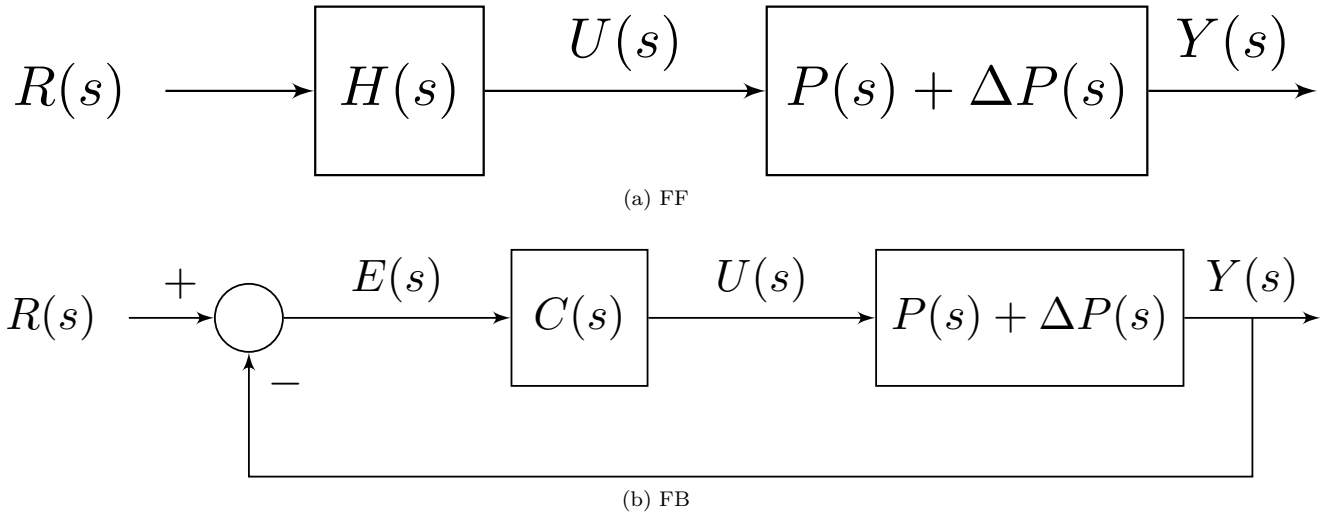 R(s) H(s) U(s) P(s) + ΔP(s) Y(s)
(a) FF
R(s) + − E(s) C(s) U(s) P(s) + ΔP(s) Y(s)
(b) FB